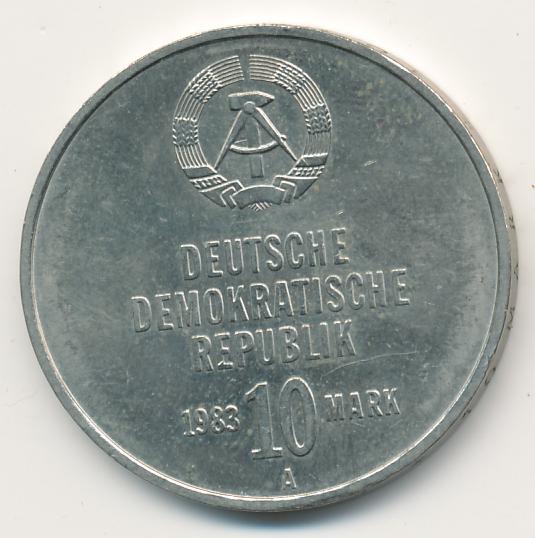 DEUTSCHE
DEMOKRATISCHE
REPUBLIK
1983 10 MARK
A